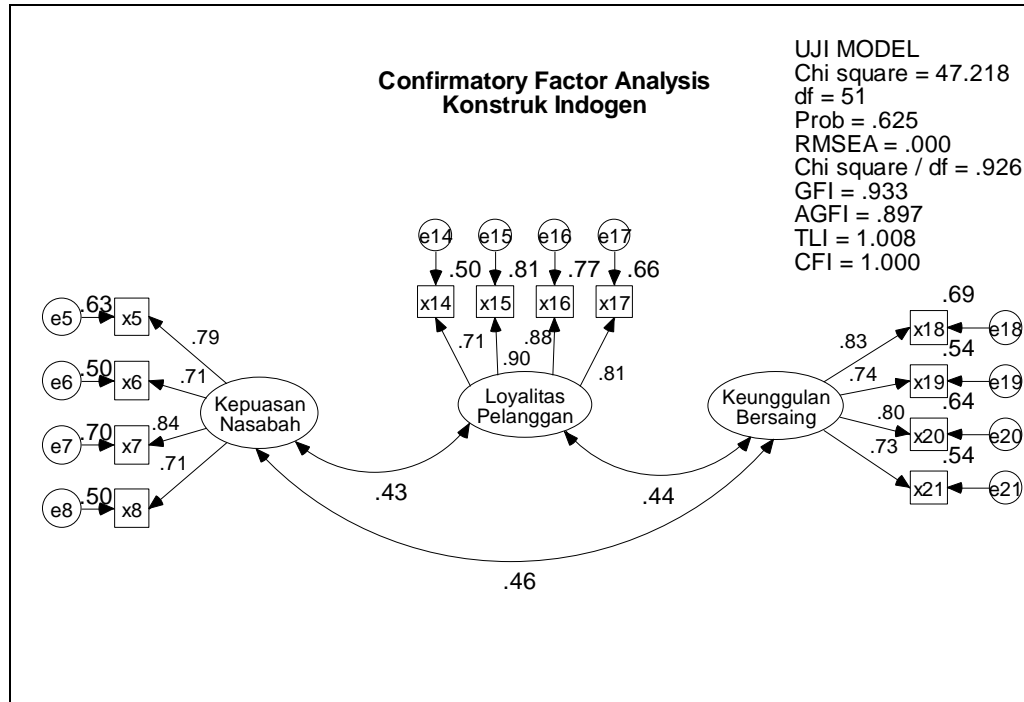 Confirmatory Factor Analysis
Konstruk Indogen
UJI MODEL
Chi square = 47.218
df = 51
Prob = .625
RMSEA = .000
Chi square / df = .926
GFI = .933
AGFI = .897
TLI = 1.008
CFI = 1.000
e14 e15 e16 e17
.50 .81 .77 .66
x14 x15 x16 x17
.71 .90 .88 .81
Loyalitas
Pelanggan
e5 .63 x5 .79
e6 .50 x6 .71
e7 .70 x7 .84
e8 .50 x8 .71
Kepuasan
Nasabah
Keunggulan
Bersaing
.69
.83 x18 e18
.54
.74 x19 e19
.64
.80 x20 e20
.54
.73 x21 e21
.43
.44
.46